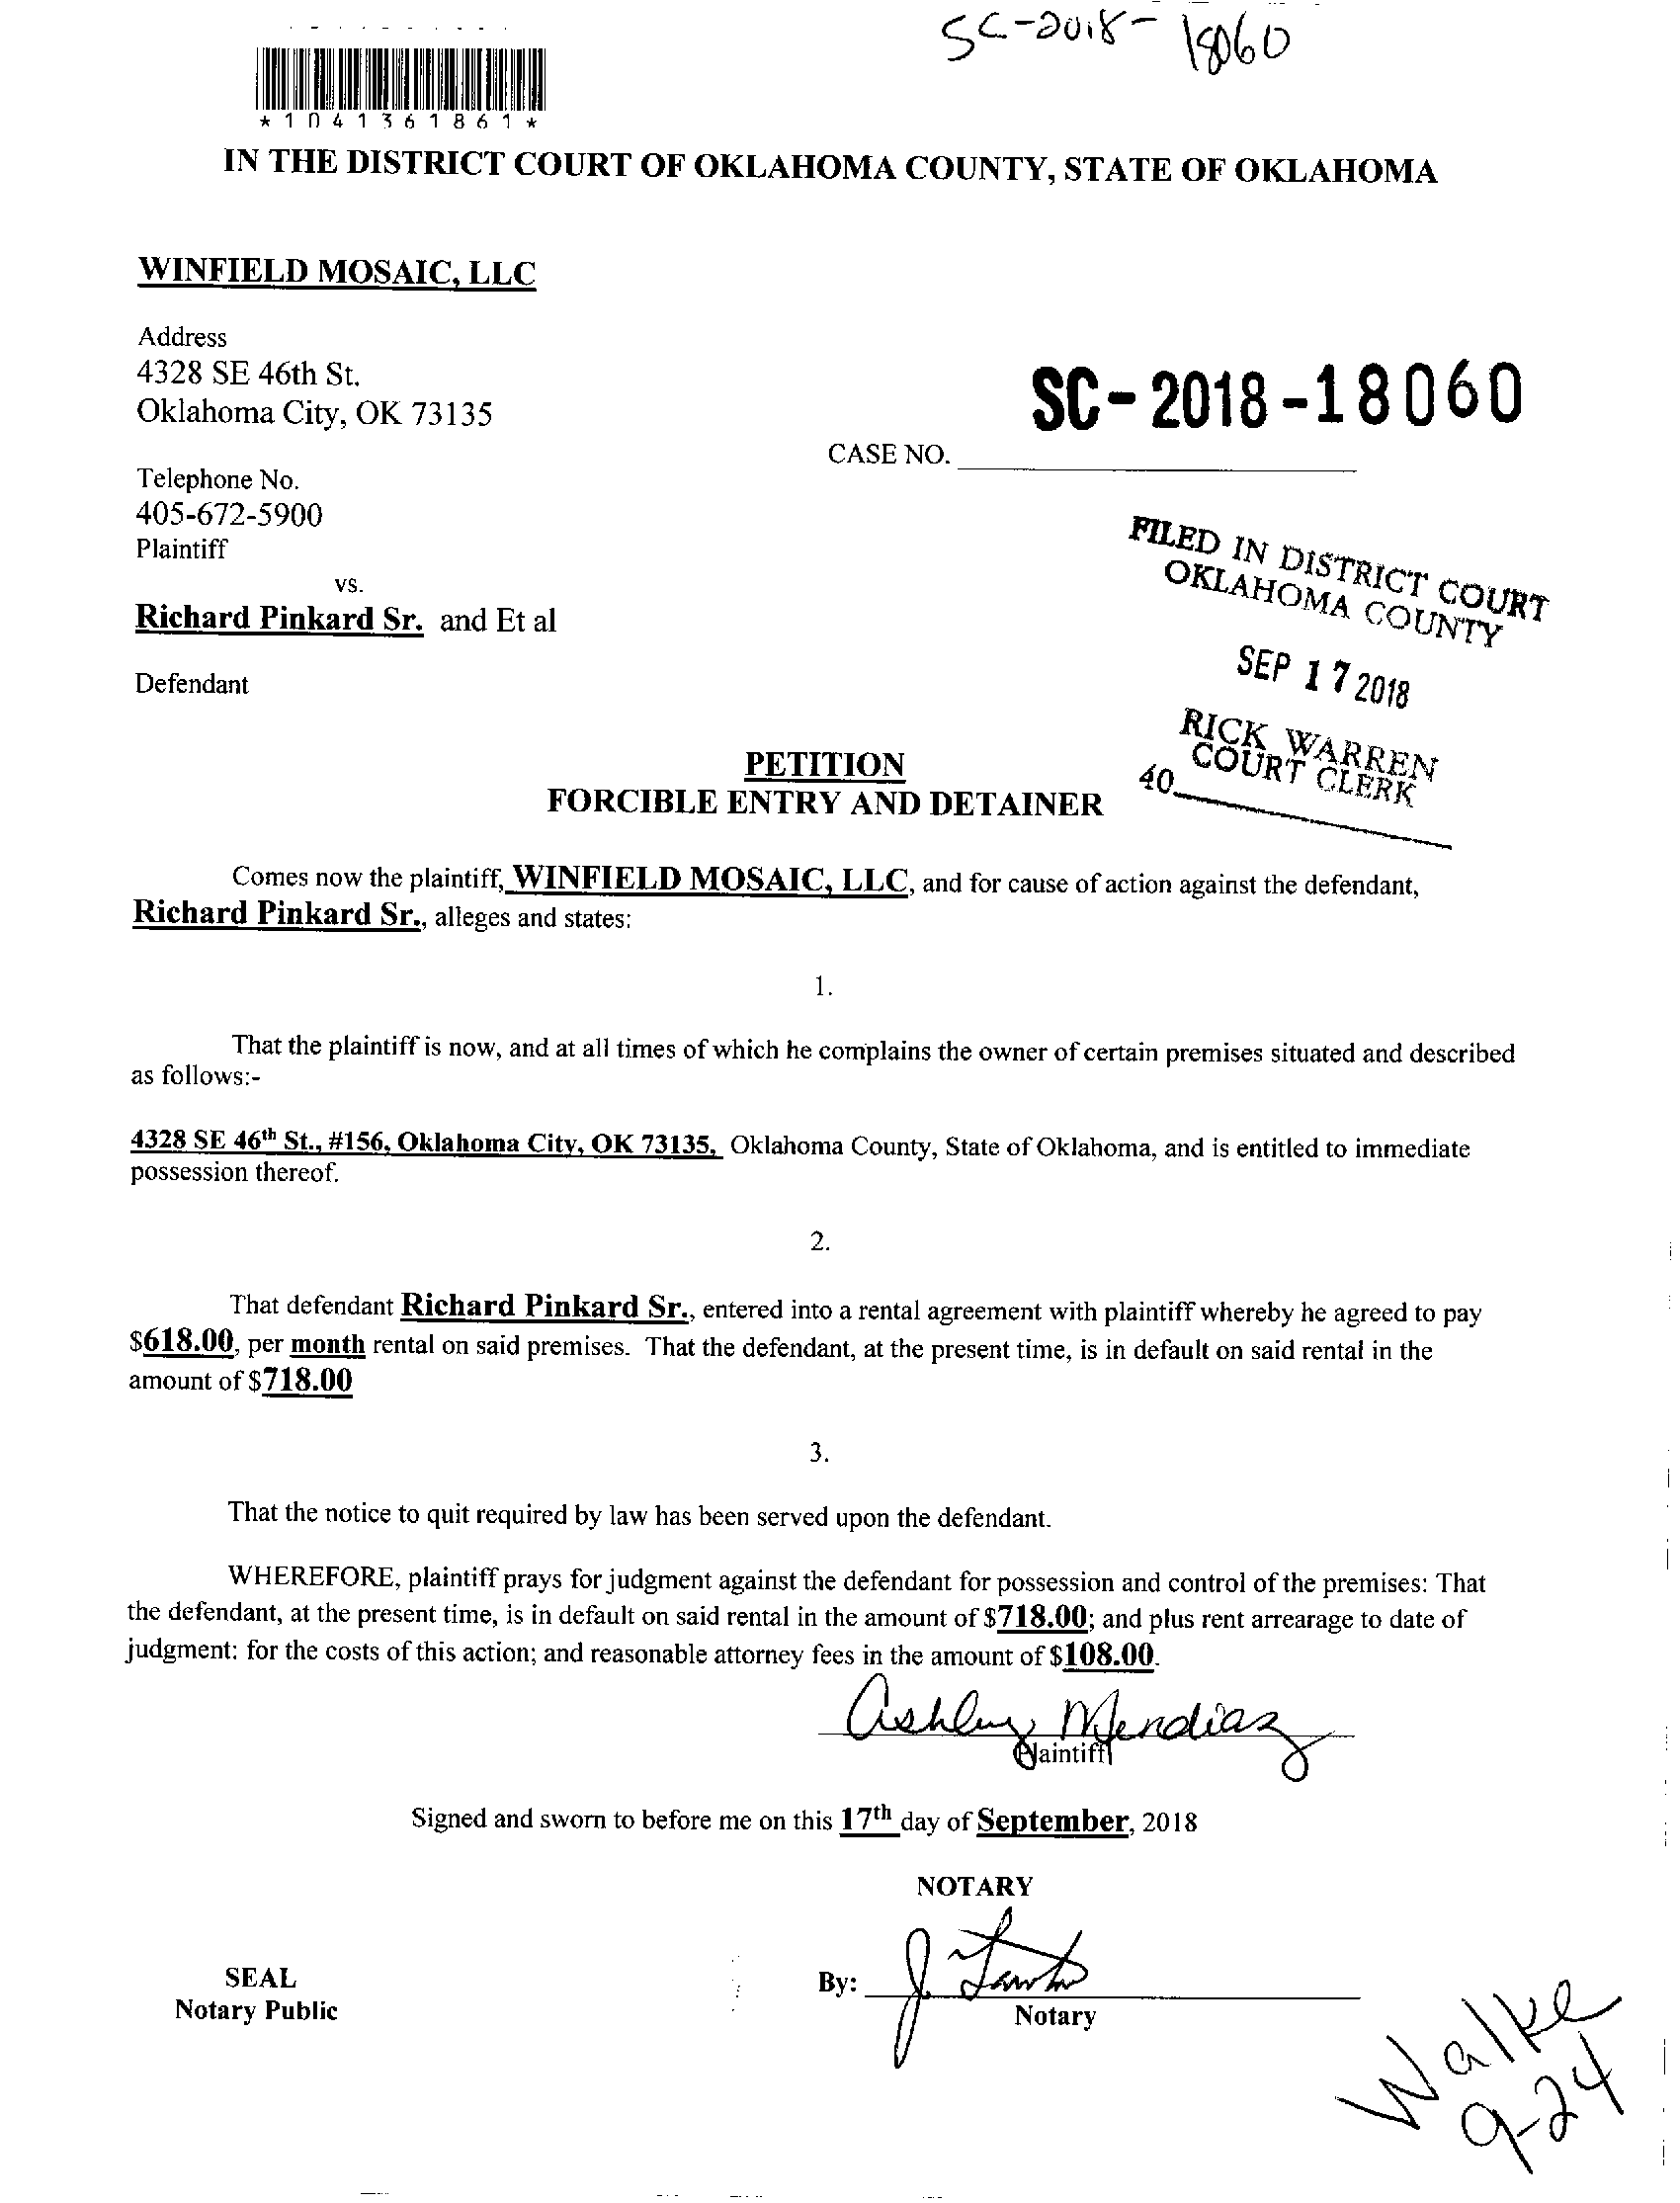 SC-2018-18060
*1041361861*
IN THE DISTRICT COURT OF OKLAHOMA COUNTY, STATE OF OKLAHOMA
WINFIELD MOSAIC, LLC
Address
4328 SE 46th St.
Oklahoma City, OK 73135
SC-2018-18060
CASE NO.
Telephone No.
405-672-5900
Plaintiff
vs.
Richard Pinkard Sr. and Et al
Defendant
FILED IN DISTRICT COURT
OKLAHOMA COUNTY
SEP 17 2018
RICK WARREN
COURT CLERK
40
PETITION
FORCIBLE ENTRY AND DETAINER
Comes now the plaintiff, WINFIELD MOSAIC, LLC, and for cause of action against the defendant,
Richard Pinkard Sr., alleges and states:
1.
That the plaintiff is now, and at all times of which he complains the owner of certain premises situated and described
as follows:-
4328 SE 46th St., #156, Oklahoma City, OK 73135, Oklahoma County, State of Oklahoma, and is entitled to immediate
possession thereof.
2.
That defendant Richard Pinkard Sr., entered into a rental agreement with plaintiff whereby he agreed to pay
$618.00, per month rental on said premises. That the defendant, at the present time, is in default on said rental in the
amount of $718.00
3.
That the notice to quit required by law has been served upon the defendant.
WHEREFORE, plaintiff prays for judgment against the defendant for possession and control of the premises: That
the defendant, at the present time, is in default on said rental in the amount of $718.00; and plus rent arrearage to date of
judgment: for the costs of this action; and reasonable attorney fees in the amount of $108.00.
Ashley Mendiaz
Plaintiff
Signed and sworn to before me on this 17th day of September, 2018
NOTARY
SEAL
Notary Public
By: J.
Notary
Walke
9-24